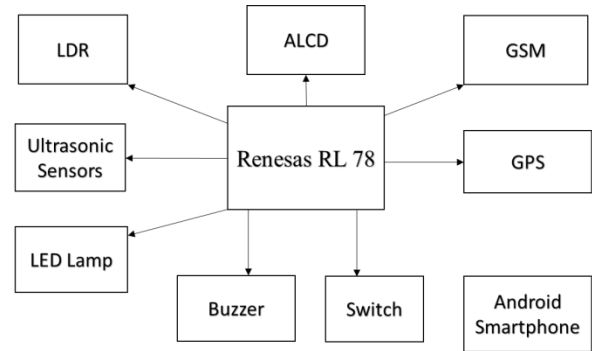 LDR
ALCD
GSM
Ultrasonic
Sensors
Renesas RL 78
GPS
LED Lamp
Buzzer
Switch
Android
Smartphone